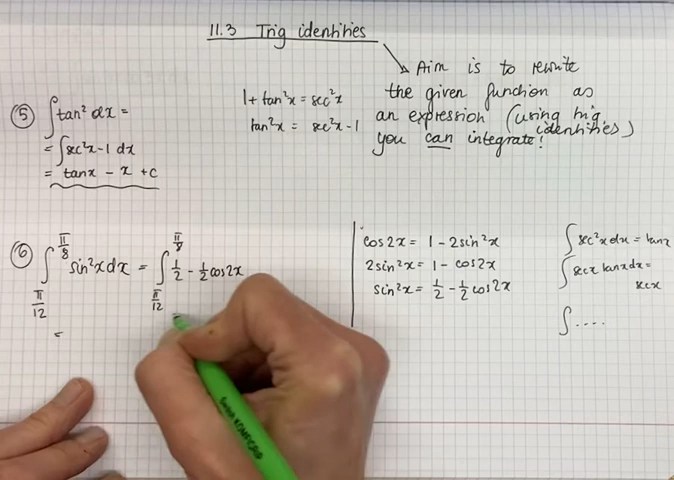 11.3 Trig identities
Aim is to rewrite
the given function as
an expression (using trig
identities)
you can integrate!
1 + tan²x = sec²x
tan²x = sec²x - 1
⑤ ∫tan² dx =
= ∫sec²x - 1 dx
= tanx - x + c
⑥ ∫ π/8 π/12 sin²x dx = ∫ π/8 π/12 1/2 - 1/2 cos2x
=
=
cos2x = 1 - 2sin²x
2sin²x = 1 - cos2x
sin²x = 1/2 - 1/2 cos2x
∫sec²x dx = tanx
∫secx tanx dx =
secx
∫ ....